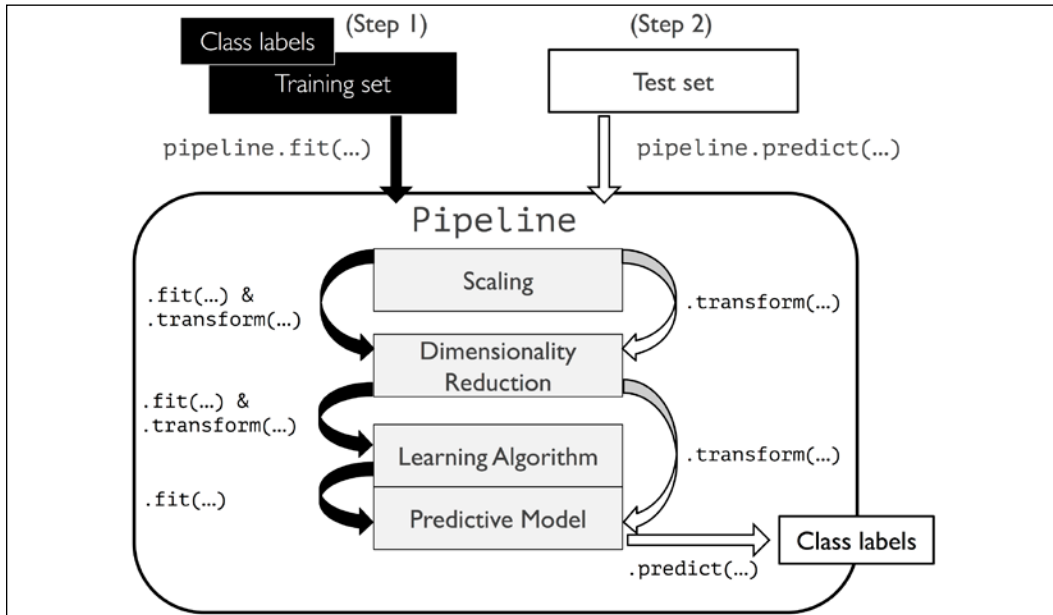 (Step 1)
(Step 2)
Class labels
Training set
Test set
pipeline.fit(…)
pipeline.predict(…)
Pipeline
Scaling
.fit(…) &
.transform(…)
.transform(…)
Dimensionality
Reduction
.fit(…) &
.transform(…)
Learning Algorithm
.transform(…)
.fit(…)
Predictive Model
Class labels
.predict(…)